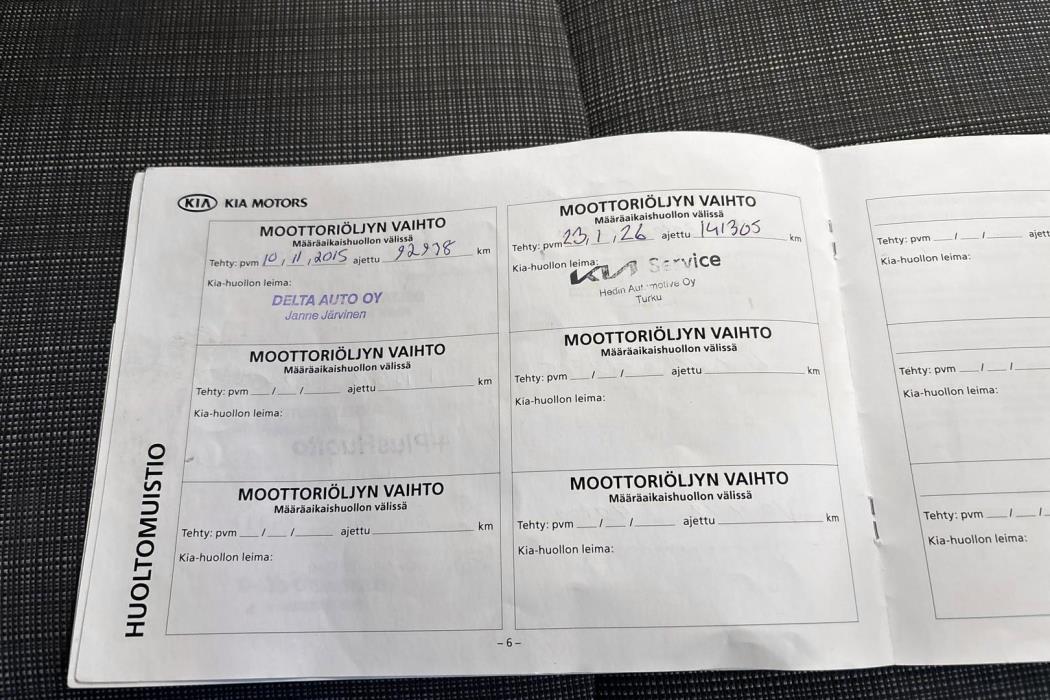 KIA KIA MOTORS
MOOTTORIÖLJYN VAIHTO
Määräaikaishuollon välissä
Tehty: pvm 10, 11, 2015 ajettu 92978 km
Kia-huollon leima:
DELTA AUTO OY
Janne Järvinen
MOOTTORIÖLJYN VAIHTO
Määräaikaishuollon välissä
Tehty: pvm / / ajettu km
Kia-huollon leima:
MOOTTORIÖLJYN VAIHTO
Määräaikaishuollon välissä
Tehty: pvm / / ajettu km
Kia-huollon leima:
MOOTTORIÖLJYN VAIHTO
Määräaikaishuollon välissä
Tehty: pvm 23, 1, 26 ajettu 141305 km
Kia-huollon leima:
KIA Service
Hedin Automotive Oy
Turku
MOOTTORIÖLJYN VAIHTO
Määräaikaishuollon välissä
Tehty: pvm / / ajettu km
Kia-huollon leima:
MOOTTORIÖLJYN VAIHTO
Määräaikaishuollon välissä
Tehty: pvm / / ajettu km
Kia-huollon leima:
HUOLTOMUISTIO
– 6 –
Tehty: pvm / / ajett
Kia-huollon leima:
Tehty: pvm / /
Kia-huollon leima:
Tehty: pvm / /
Kia-huollon leima: